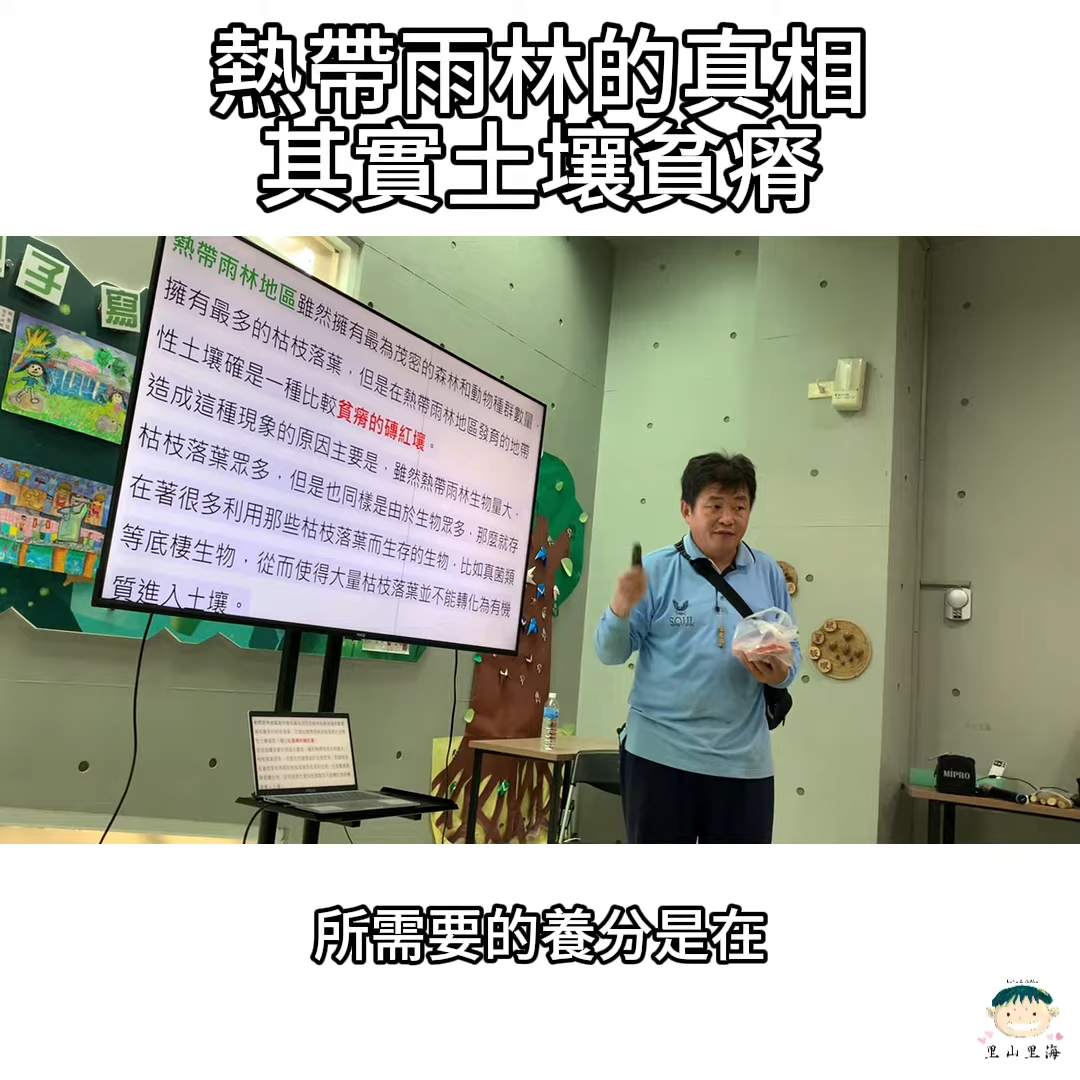 熱帶雨林的真相
其實土壤貧瘠
子寫
熱帶雨林地區雖然擁有最為茂密的森林和動物種群數量，
擁有最多的枯枝落葉，但是在熱帶雨林地區發育的地帶
性土壤確是一種比較貧瘠的磚紅壤。
造成這種現象的原因主要是，雖然熱帶雨林生物量大，
枯枝落葉眾多，但是也同樣是由於生物眾多，那麼就存
在著很多利用那些枯枝落葉而生存的生物，比如真菌類
等底棲生物，從而使得大量枯枝落葉並不能轉化為有機
質進入土壤。
SOUL
MIPRO
所需要的養分是在
里山里海